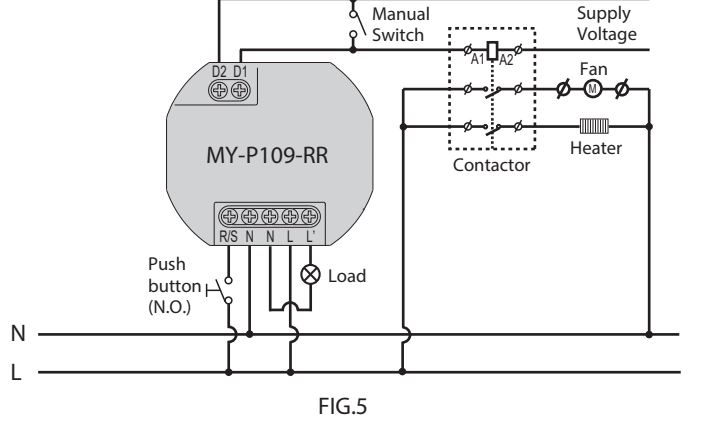 Manual
Switch
Supply
Voltage
A1 A2
D2 D1
Fan
M
MY-P109-RR
Heater
Contactor
R/S N N L L'
Push
button
(N.O.)
Load
N
L
FIG.5